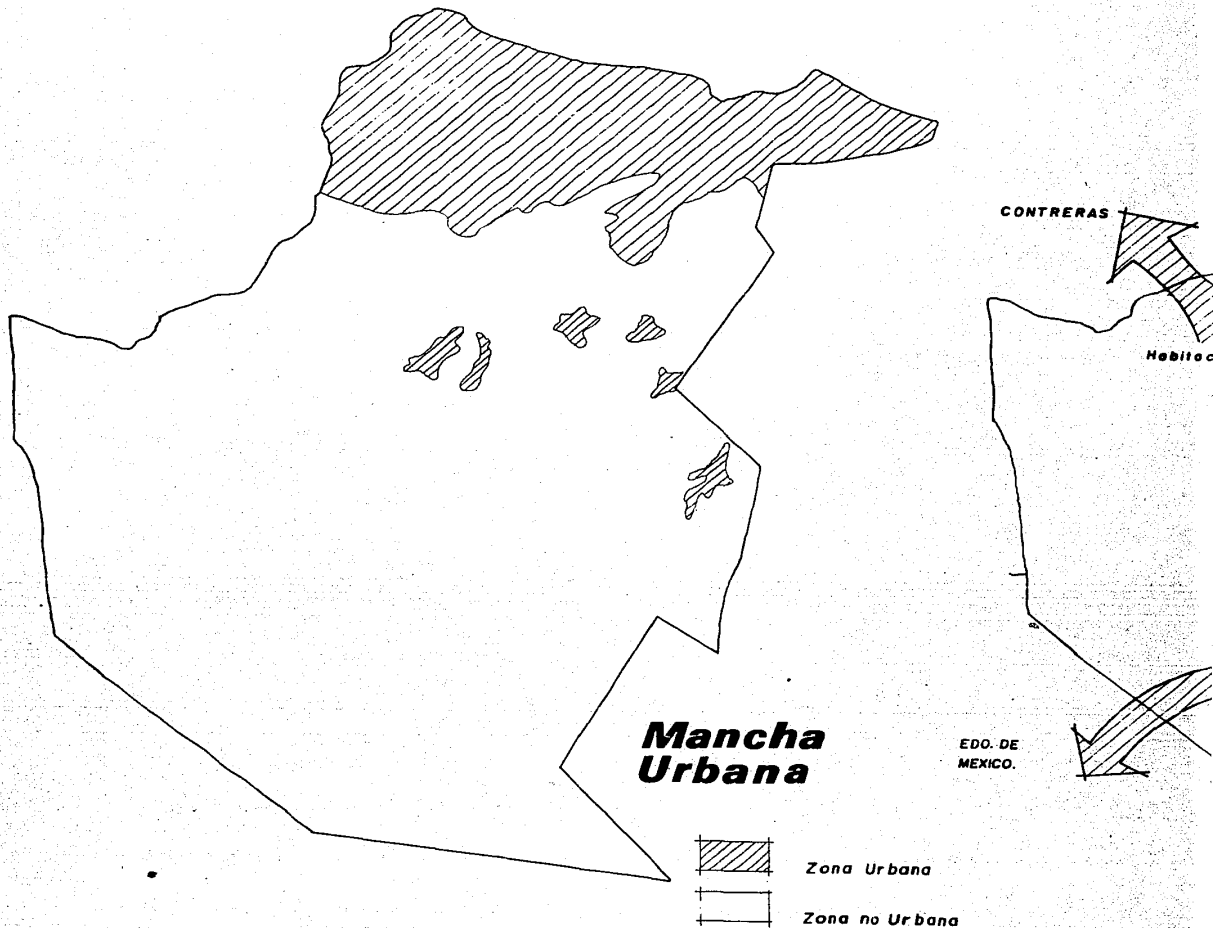 CONTRERAS
Habitac
Mancha
Urbana
EDO. DE
MEXICO.
Zona Urbana
Zona no Urbana